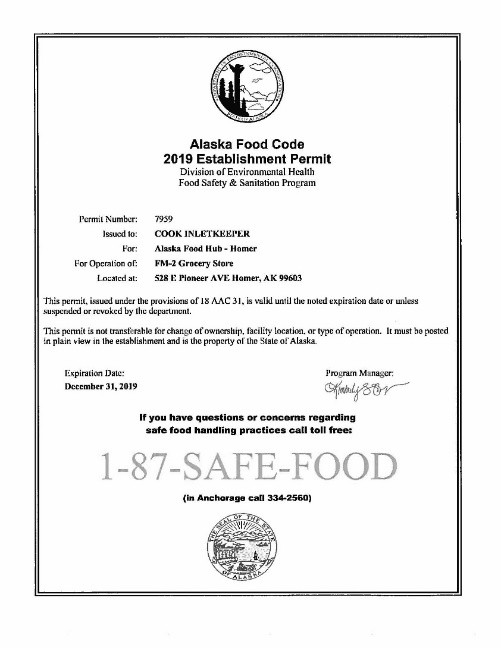 Alaska Food Code
2019 Establishment Permit
Division of Environmental Health
Food Safety & Sanitation Program
Permit Number: 7959
Issued to: COOK INLETKEEPER
For: Alaska Food Hub - Homer
For Operation of: FM-2 Grocery Store
Located at: 528 E Pioneer AVE Homer, AK 99603
This permit, issued under the provisions of 18 AAC 31, is valid until the noted expiration date or unless
suspended or revoked by the department.
This permit is not transferable for change of ownership, facility location, or type of operation. It must be posted
in plain view in the establishment and is the property of the State of Alaska.
Expiration Date: Program Manager:
December 31, 2019
If you have questions or concerns regarding
safe food handling practices call toll free:
1-87-SAFE-FOOD
(in Anchorage call 334-2560)
THE SEAL OF THE STATE OF ALASKA